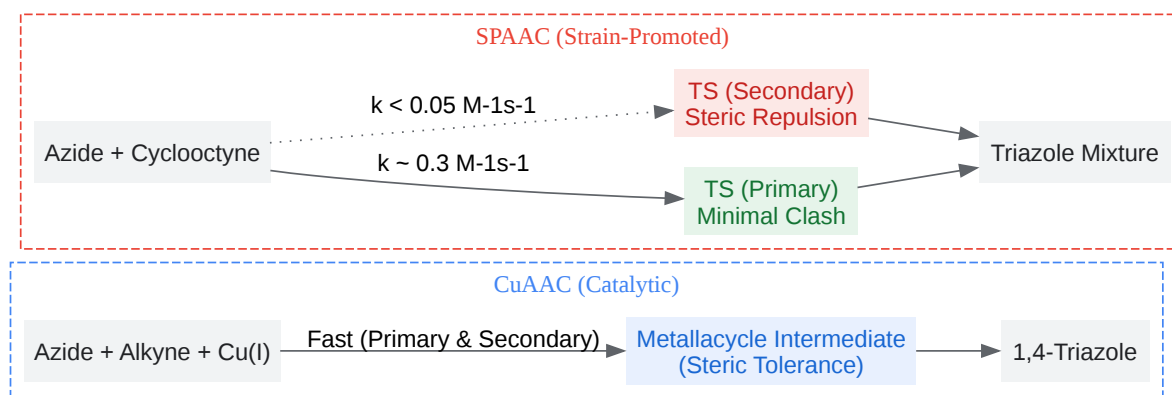 SPAAC (Strain-Promoted)
k < 0.05 M-1s-1
TS (Secondary)
Steric Repulsion
Azide + Cyclooctyne
Triazole Mixture
k ~ 0.3 M-1s-1
TS (Primary)
Minimal Clash
CuAAC (Catalytic)
Azide + Alkyne + Cu(I)
Fast (Primary & Secondary)
Metallacycle Intermediate
(Steric Tolerance)
1,4-Triazole